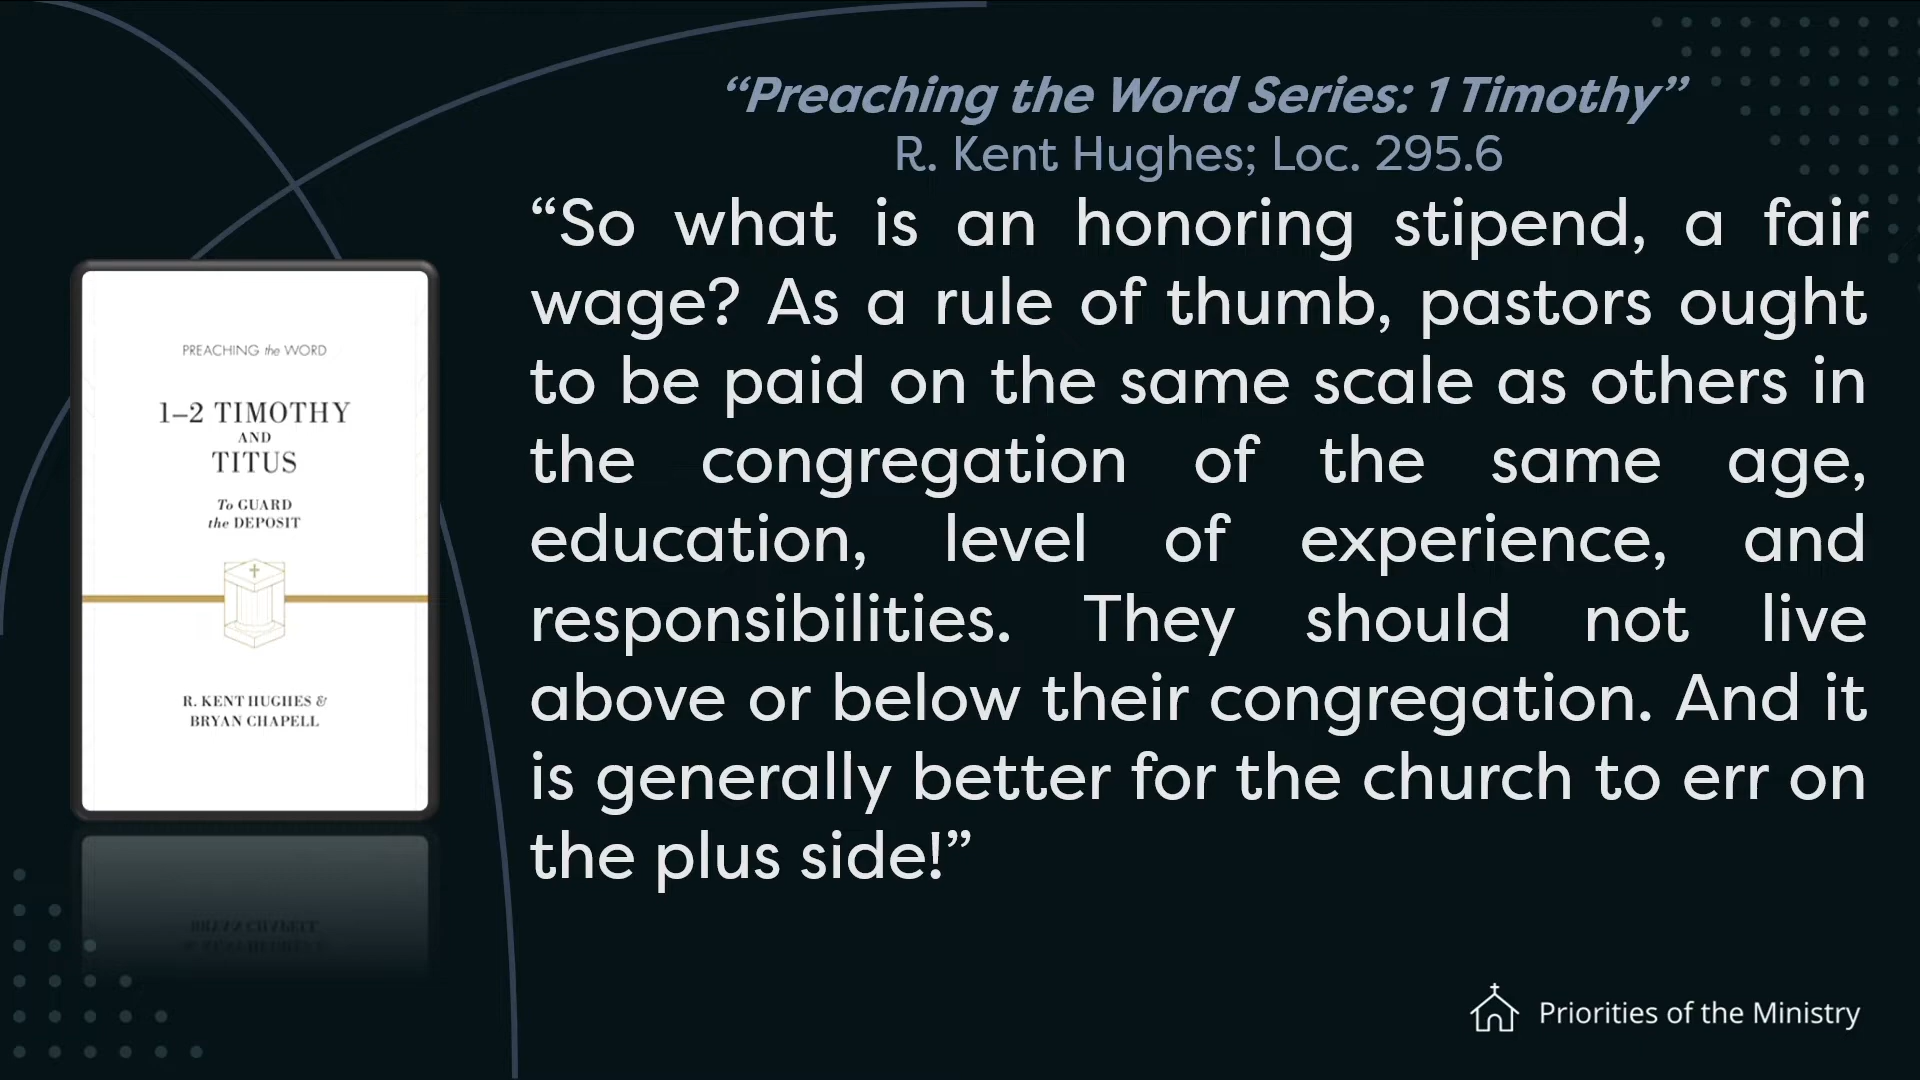 “Preaching the Word Series: 1 Timothy”
R. Kent Hughes; Loc. 295.6
“So what is an honoring stipend, a fair
wage? As a rule of thumb, pastors ought
to be paid on the same scale as others in
the congregation of the same age,
education, level of experience, and
responsibilities. They should not live
above or below their congregation. And it
is generally better for the church to err on
the plus side!”
PREACHING the WORD
1–2 TIMOTHY
AND
TITUS
To GUARD
the DEPOSIT
R. KENT HUGHES &
BRYAN CHAPELL
Priorities of the Ministry